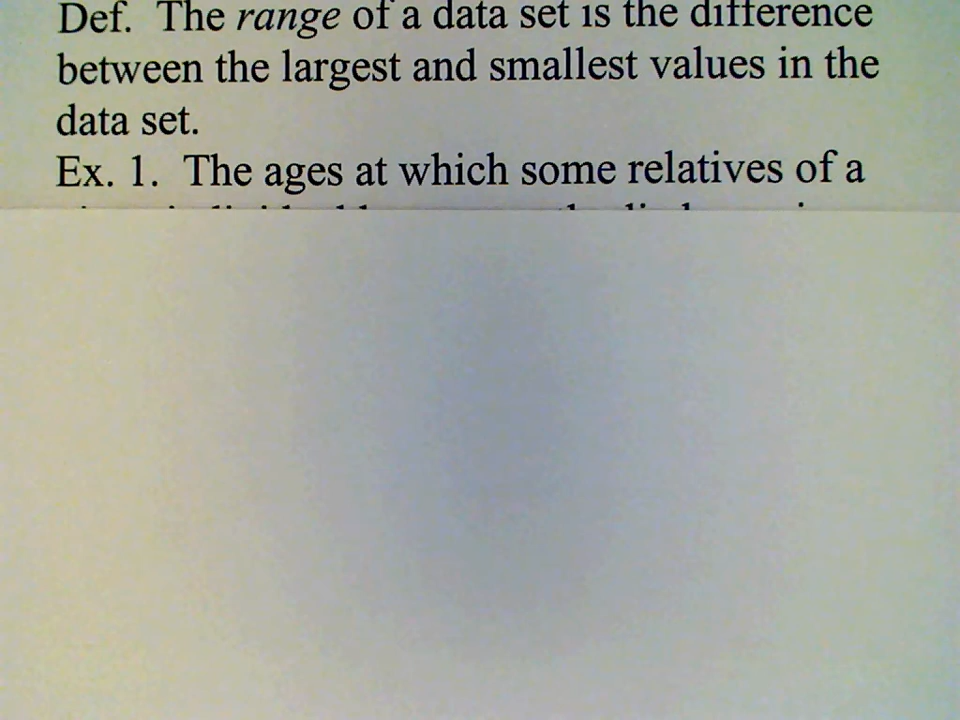 Def. The range of a data set is the difference
between the largest and smallest values in the
data set.
Ex. 1. The ages at which some relatives of a